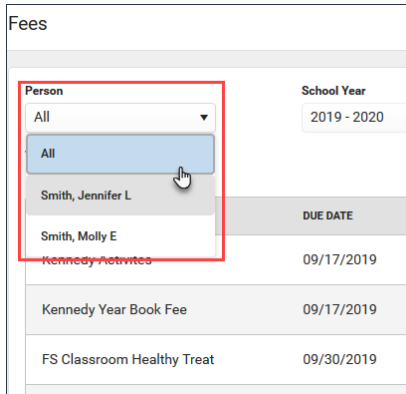 Fees
Person
School Year
All
2019 - 2020
All
Smith, Jennifer L
Smith, Molly E
DUE DATE
Kennedy Activites
09/17/2019
Kennedy Year Book Fee
09/17/2019
FS Classroom Healthy Treat
09/30/2019